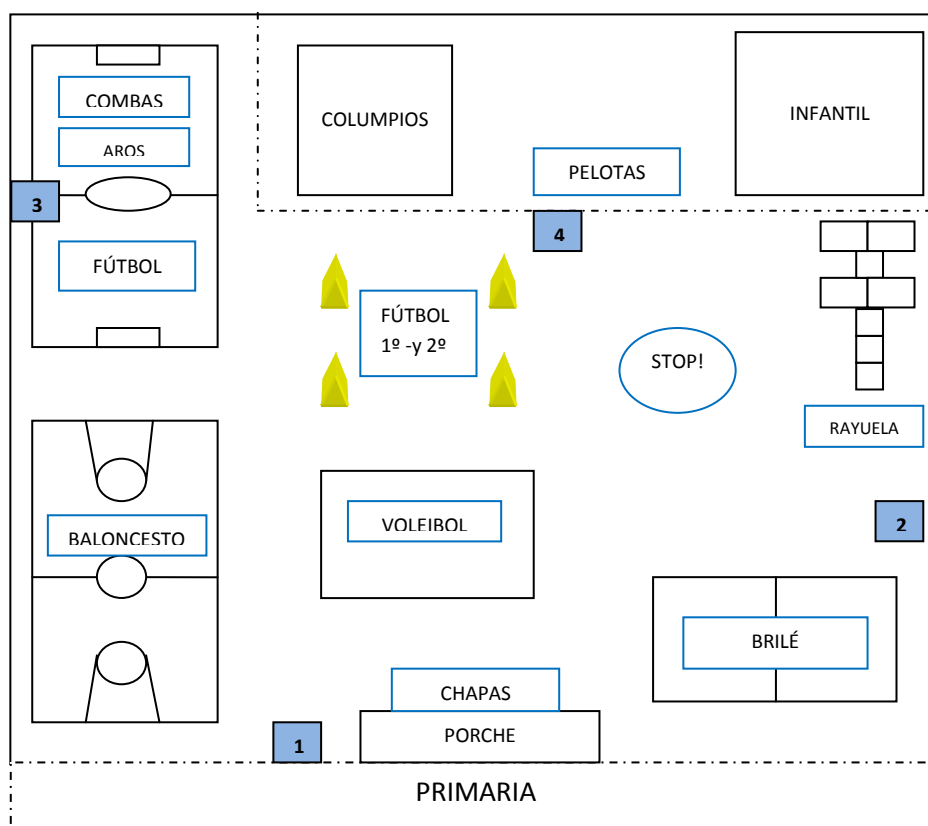 COMBAS
AROS
3
FÚTBOL
COLUMPIOS
INFANTIL
PELOTAS
4
FÚTBOL
1º -y 2º
STOP!
RAYUELA
2
BALONCESTO
VOLEIBOL
BRILÉ
CHAPAS
PORCHE
1
PRIMARIA